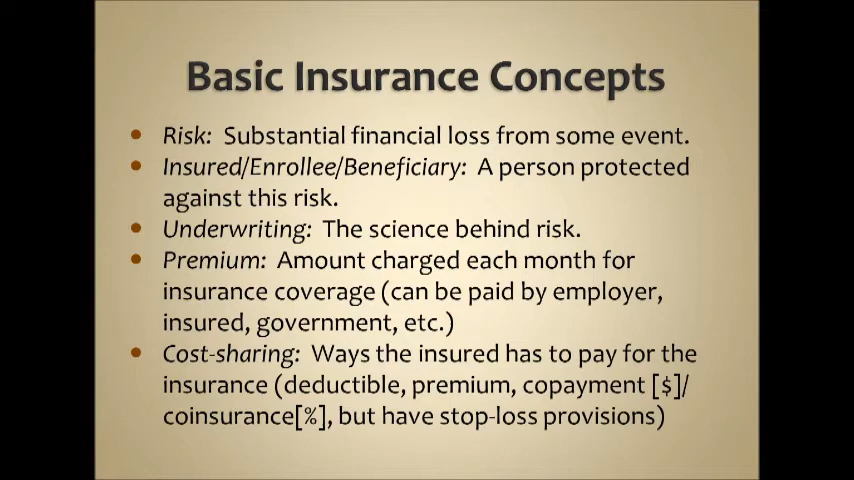 Basic Insurance Concepts
• Risk: Substantial financial loss from some event.
• Insured/Enrollee/Beneficiary: A person protected
against this risk.
• Underwriting: The science behind risk.
• Premium: Amount charged each month for
insurance coverage (can be paid by employer,
insured, government, etc.)
• Cost-sharing: Ways the insured has to pay for the
insurance (deductible, premium, copayment [$]/
coinsurance[%], but have stop-loss provisions)